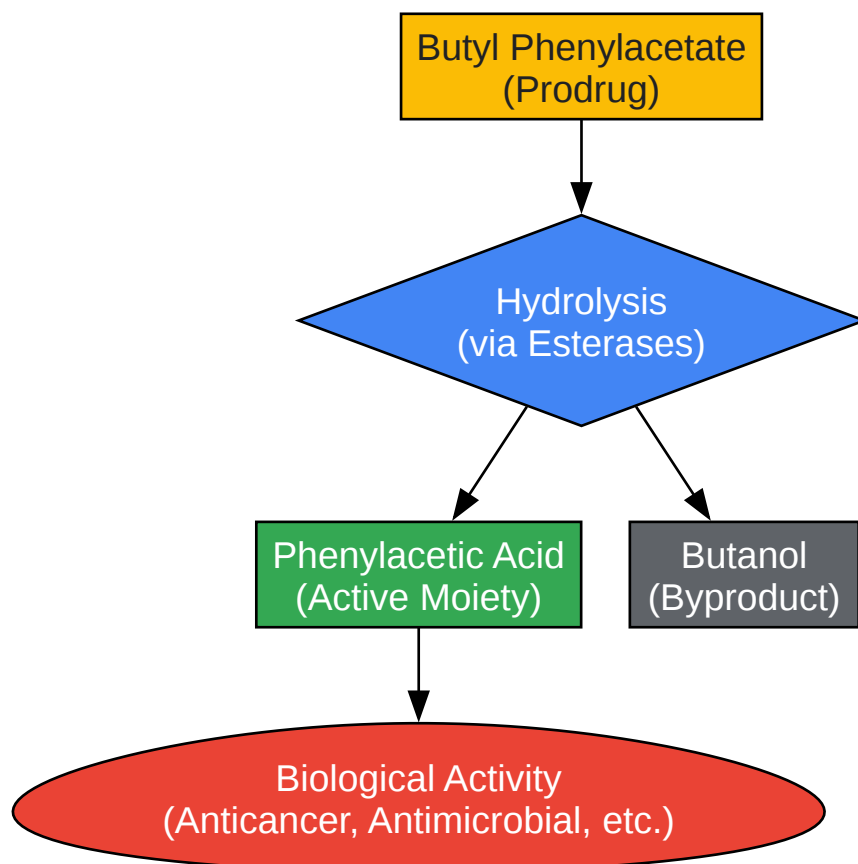 Butyl Phenylacetate
(Prodrug)
Hydrolysis
(via Esterases)
Phenylacetic Acid
(Active Moiety)
Butanol
(Byproduct)
Biological Activity
(Anticancer, Antimicrobial, etc.)